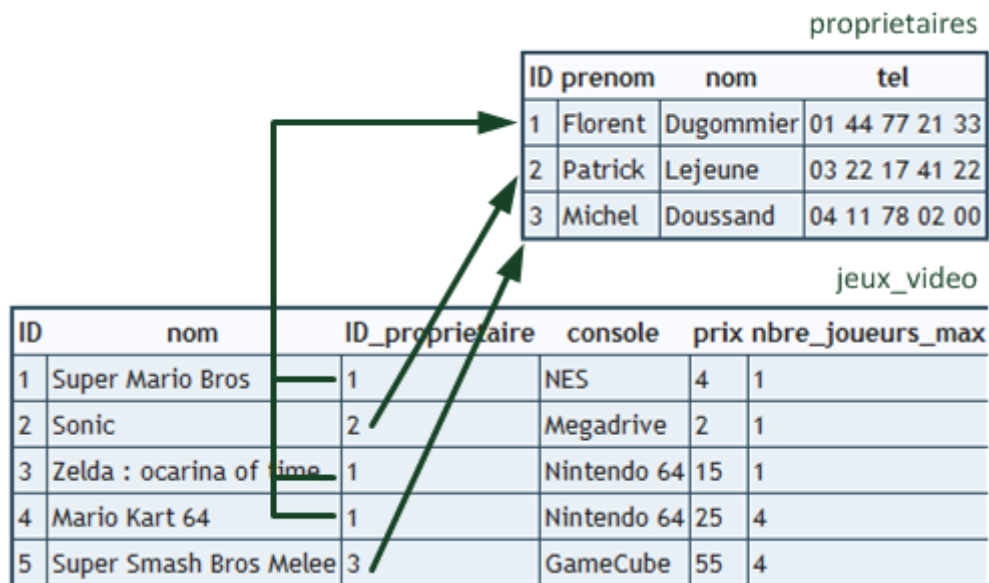 proprietaires
ID prenom nom tel
1 Florent Dugommier 01 44 77 21 33
2 Patrick Lejeune 03 22 17 41 22
3 Michel Doussand 04 11 78 02 00
jeux_video
ID nom ID_proprietaire console prix nbre_joueurs_max
1 Super Mario Bros 1 NES 4 1
2 Sonic 2 Megadrive 2 1
3 Zelda : ocarina of time 1 Nintendo 64 15 1
4 Mario Kart 64 1 Nintendo 64 25 4
5 Super Smash Bros Melee 3 GameCube 55 4